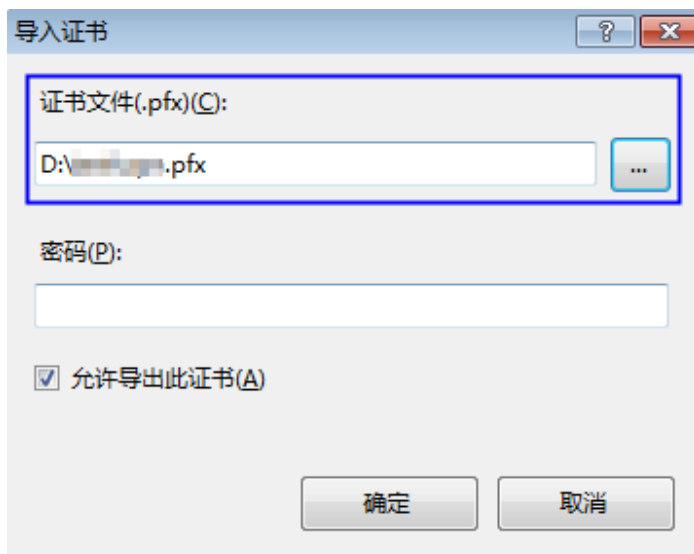 导入证书
证书文件(.pfx)(C):
D:\ .pfx
...
密码(P):
允许导出此证书(A)
确定
取消